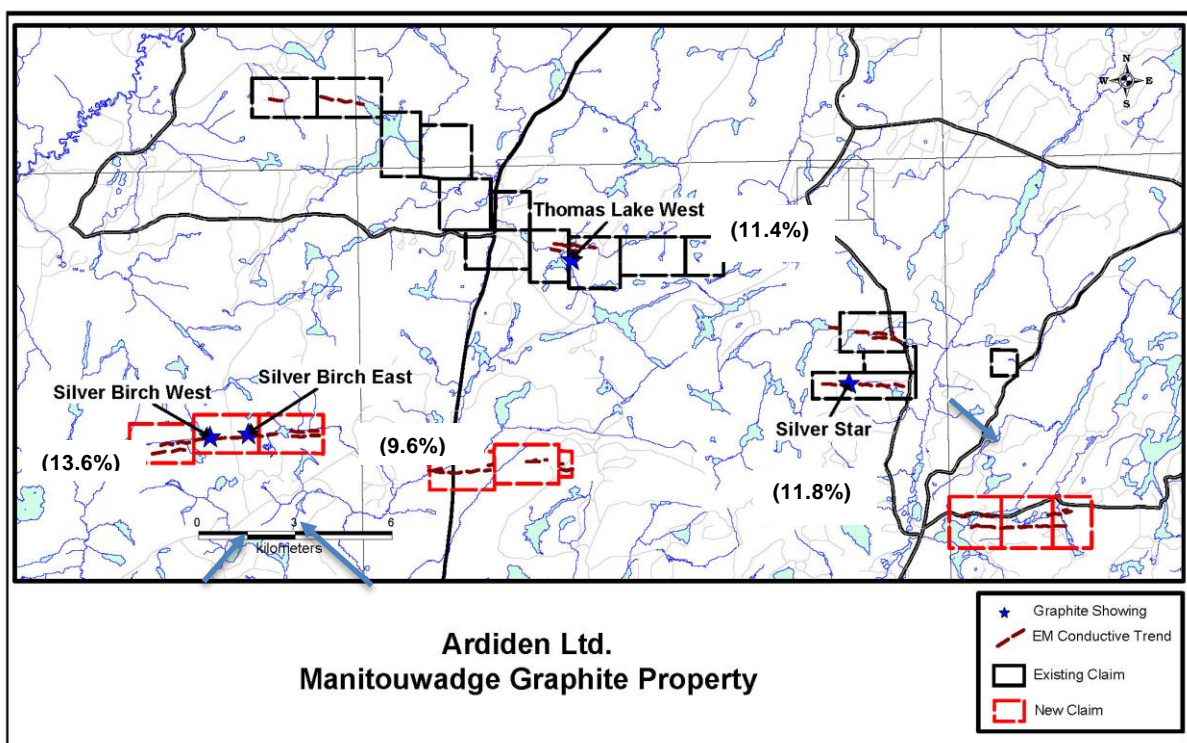 N
W E
S
Thomas Lake West
(11.4%)
Silver Birch West
Silver Birch East
Silver Star
(13.6%)
(9.6%)
(11.8%)
0 3 6
kilometers
Ardiden Ltd.
Manitouwadge Graphite Property
Graphite Showing
EM Conductive Trend
Existing Claim
New Claim